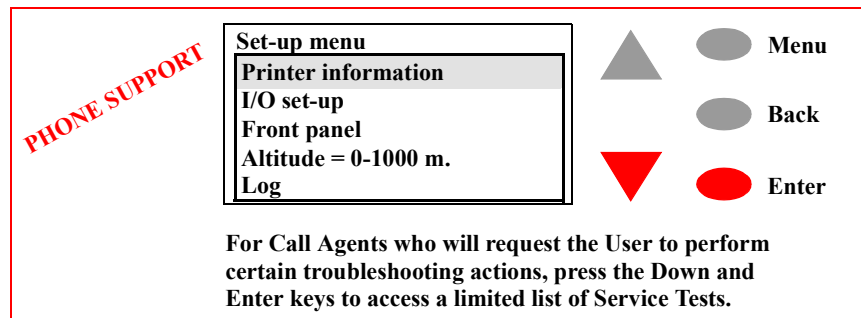 PHONE SUPPORT
Set-up menu
Printer information
I/O set-up
Front panel
Altitude = 0-1000 m.
Log
Menu
Back
Enter
For Call Agents who will request the User to perform
certain troubleshooting actions, press the Down and
Enter keys to access a limited list of Service Tests.